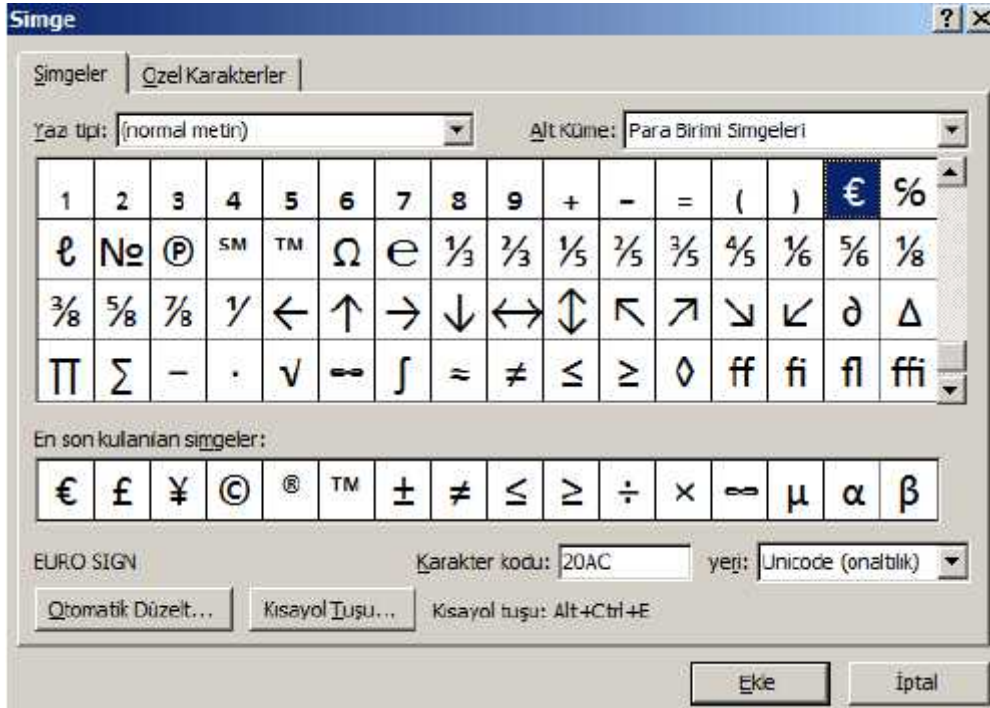 Simge
Simgeler Özel Karakterler
Yazı tipi: (normal metin) Alt Küme: Para Birimi Simgeleri
1 2 3 4 5 6 7 8 9 + − = ( ) € ℅
ℓ № ℗ ℠ ™ Ω ℮ ⅓ ⅔ ⅕ ⅖ ⅗ ⅘ ⅙ ⅚ ⅛
⅜ ⅝ ⅞ ⅟ ← ↑ → ↓ ↔ ↕ ↖ ↗ ↘ ↙ ∂ ∆
∏ ∑ − ∙ √ ∞ ∫ ≈ ≠ ≤ ≥ ◊ ff fi fl ffi
En son kullanılan simgeler:
€ £ ¥ © ® ™ ± ≠ ≤ ≥ ÷ × ∞ µ α β
EURO SIGN Karakter kodu: 20AC yeri: Unicode (onaltılık)
Otomatik Düzelt... Kısayol Tuşu... Kısayol tuşu: Alt+Ctrl+E
Ekle İptal